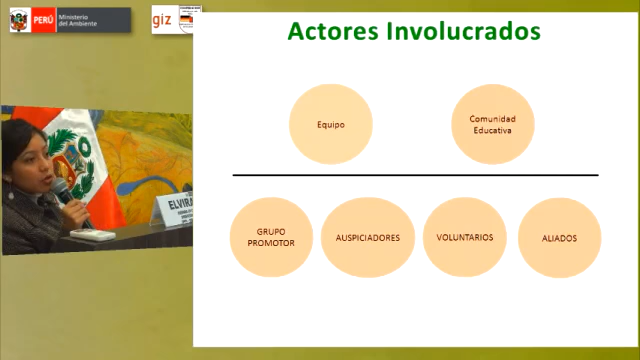 PERÚ
Ministerio
del Ambiente
giz
Actores Involucrados
Equipo
Comunidad
Educativa
ELVIRA
GRUPO
PROMOTOR
AUSPICIADORES
VOLUNTARIOS
ALIADOS